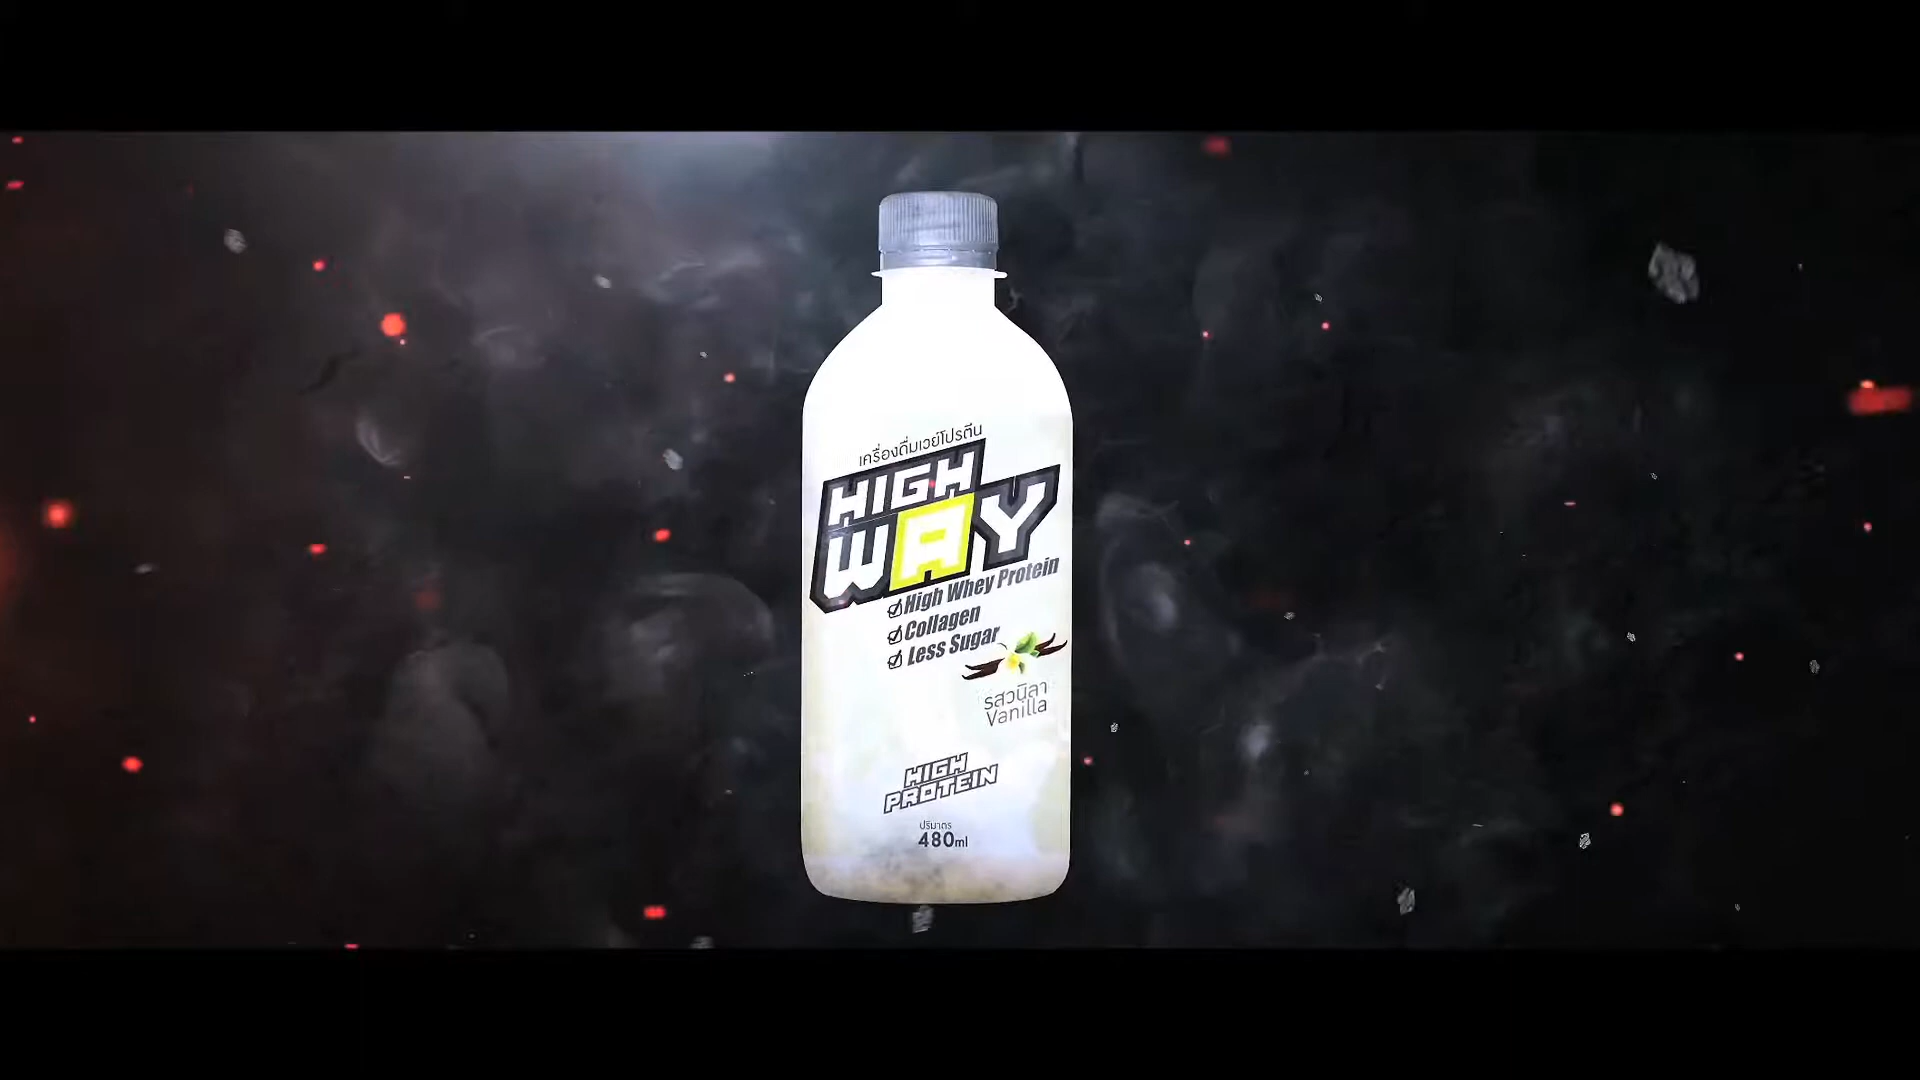 เครื่องดื่มเวย์โปรตีน
HIGH
WAY
High Whey Protein
Collagen
Less Sugar
รสวนิลา
Vanilla
HIGH
PROTEIN
ปริมาตร
480ml